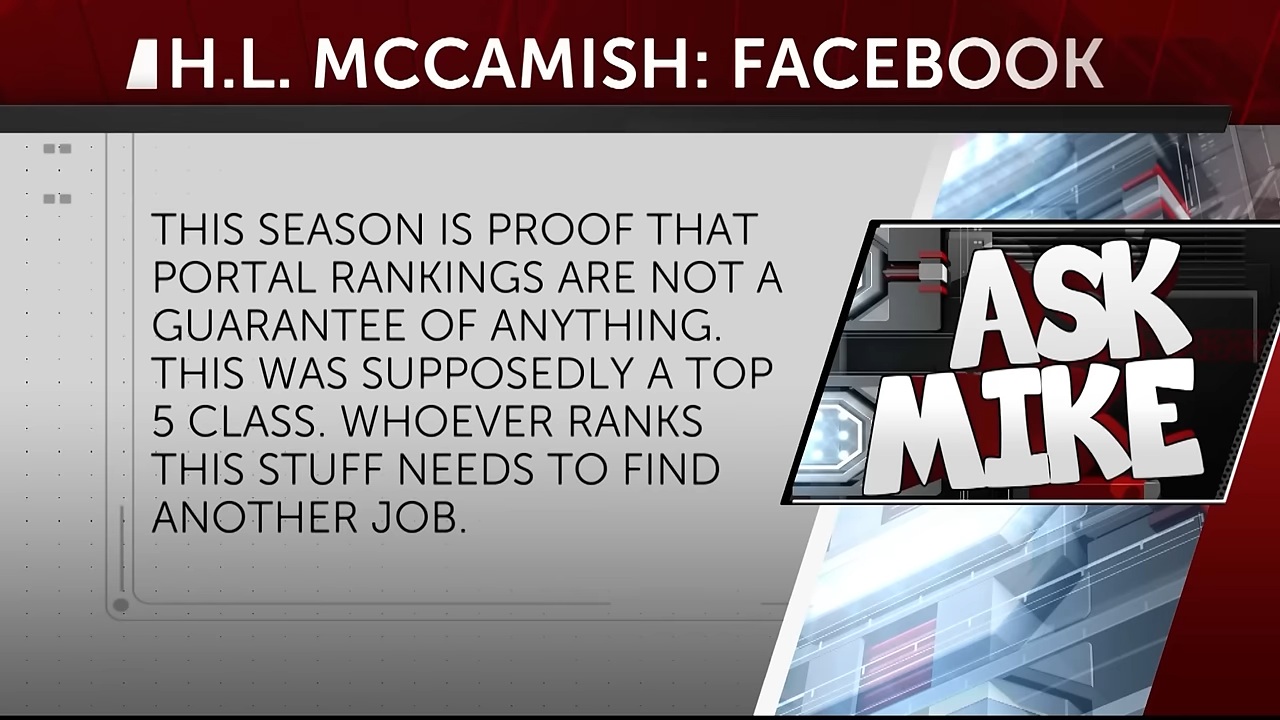 H.L. MCCAMISH: FACEBOOK
THIS SEASON IS PROOF THAT
PORTAL RANKINGS ARE NOT A
GUARANTEE OF ANYTHING.
THIS WAS SUPPOSEDLY A TOP
5 CLASS. WHOEVER RANKS
THIS STUFF NEEDS TO FIND
ANOTHER JOB.
ASK
MIKE